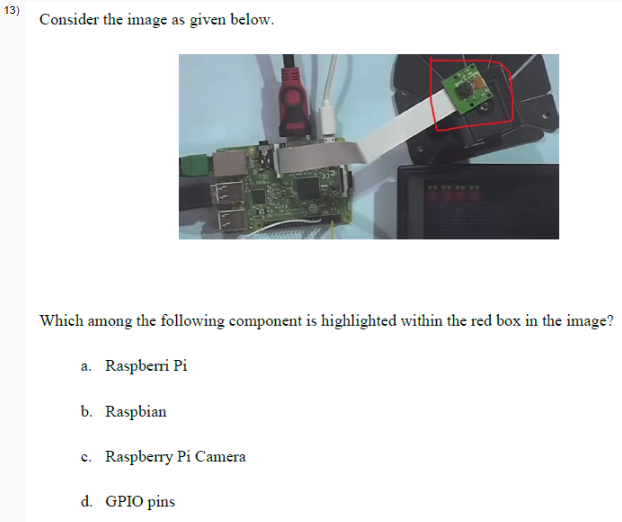 13)
Consider the image as given below.
Which among the following component is highlighted within the red box in the image?
a. Raspberri Pi
b. Raspbian
c. Raspberry Pi Camera
d. GPIO pins